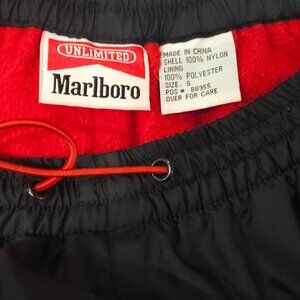 UNLIMITED
Marlboro
MADE IN CHINA
SHELL 100% NYLON
LINING
100% POLYESTER
SIZE. S
POS # 80955
OVER FOR CARE